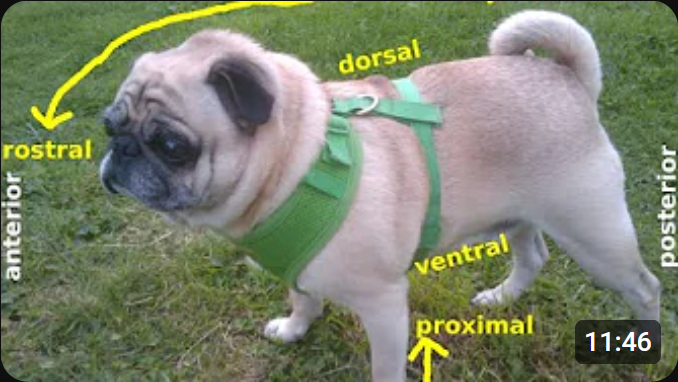 dorsal
rostral
anterior
posterior
ventral
proximal
11:46